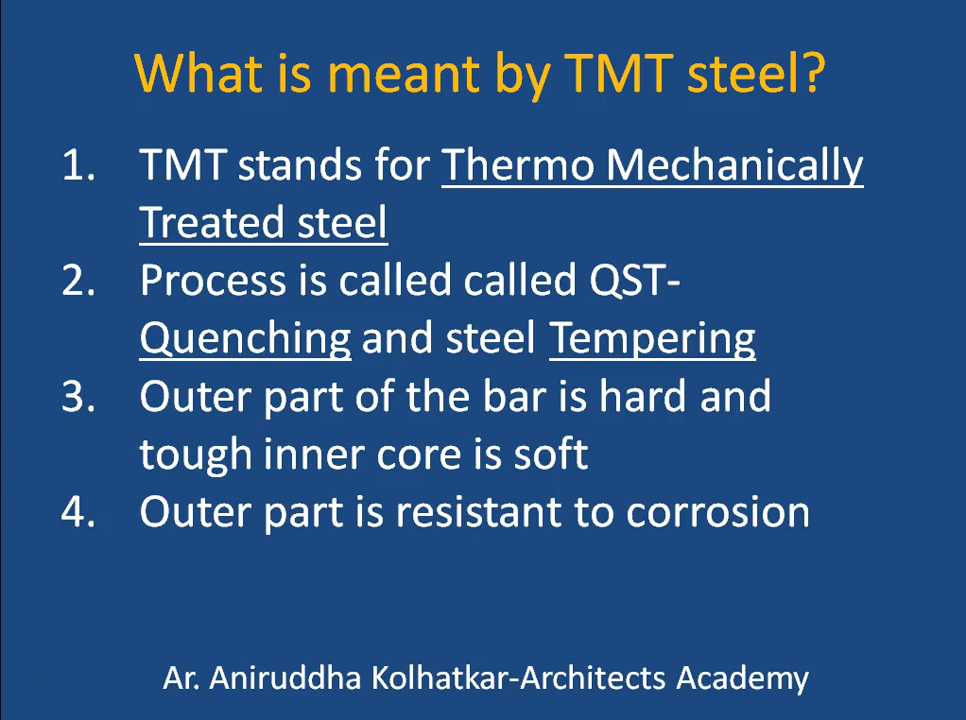 What is meant by TMT steel?
1. TMT stands for Thermo Mechanically
Treated steel
2. Process is called called QST-
Quenching and steel Tempering
3. Outer part of the bar is hard and
tough inner core is soft
4. Outer part is resistant to corrosion
Ar. Aniruddha Kolhatkar-Architects Academy